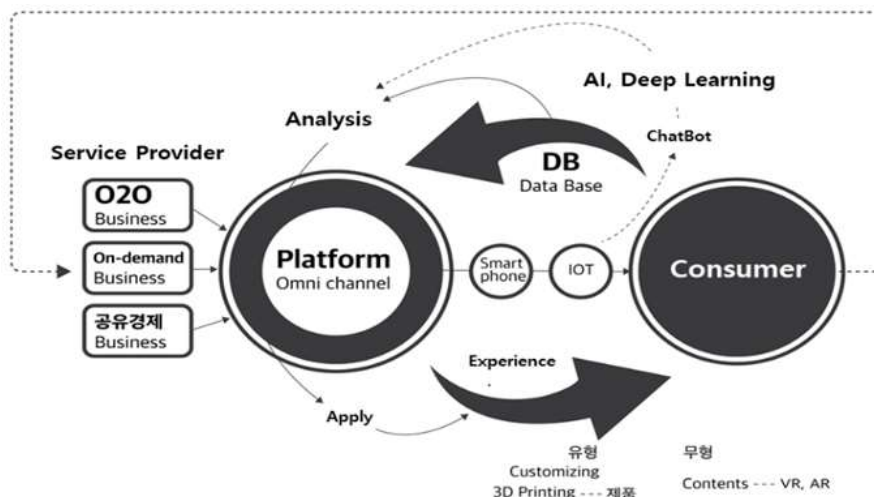 AI, Deep Learning
Analysis
ChatBot
Service Provider
DB
Data Base
O2O
Business
On-demand
Business
공유경제
Business
Platform
Omni channel
Smart
phone
IOT
Consumer
Experience
Apply
유형
무형
Customizing
3D Printing --- 제품
Contents --- VR, AR